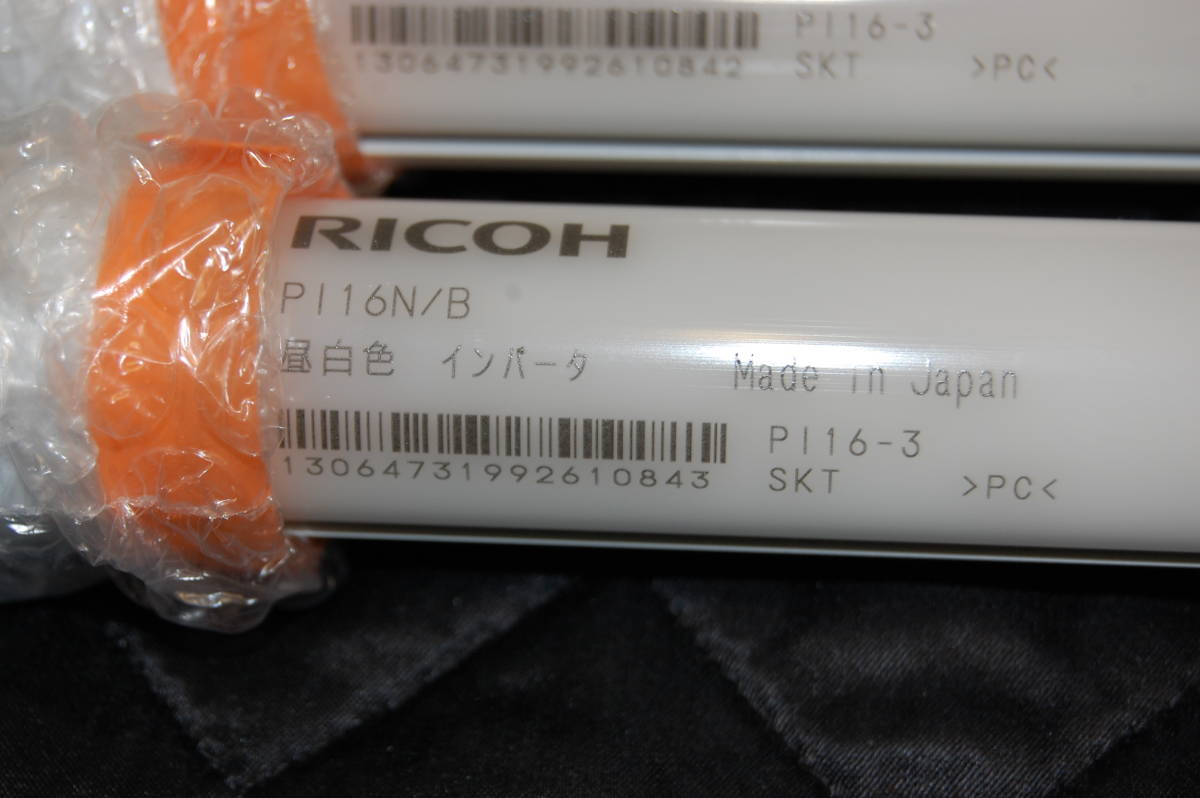 PI16-3
13064731992610842
SKT >PC<
RICOH
PI16N/B
昼白色 インバータ Made in Japan
PI16-3
13064731992610843
SKT >PC<